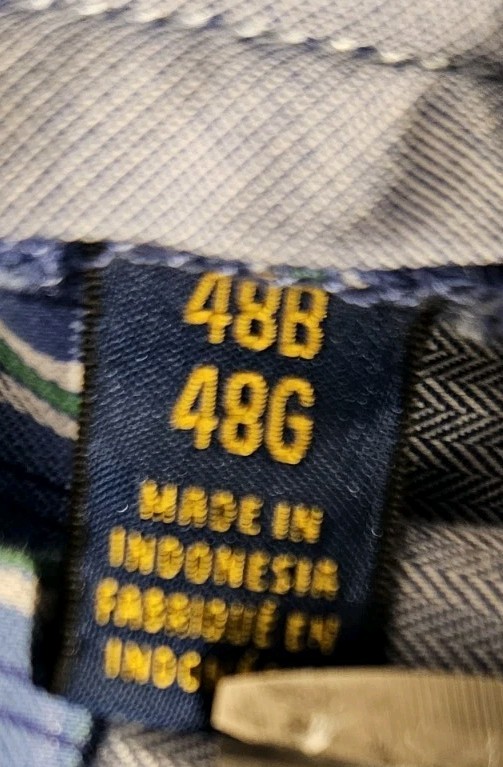 48B
48G
MADE IN
INDONESIA
FABRIQUÉ EN